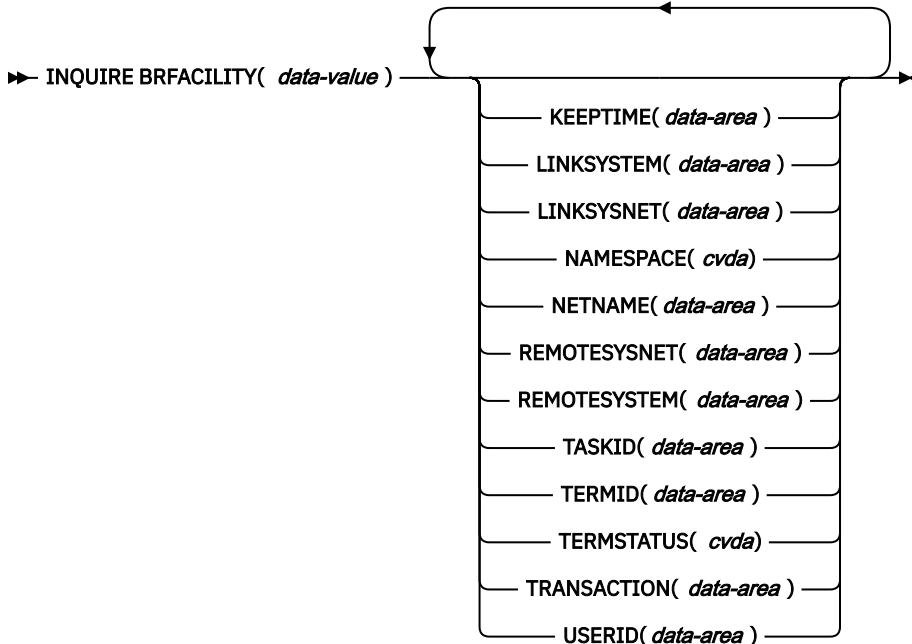 INQUIRE BRFACILITY( data-value )
KEEPTIME( data-area )
LINKSYSTEM( data-area )
LINKSYSNET( data-area )
NAMESPACE( cvda)
NETNAME( data-area )
REMOTESYSNET( data-area )
REMOTESYSTEM( data-area )
TASKID( data-area )
TERMID( data-area )
TERMSTATUS( cvda)
TRANSACTION( data-area )
USERID( data-area )